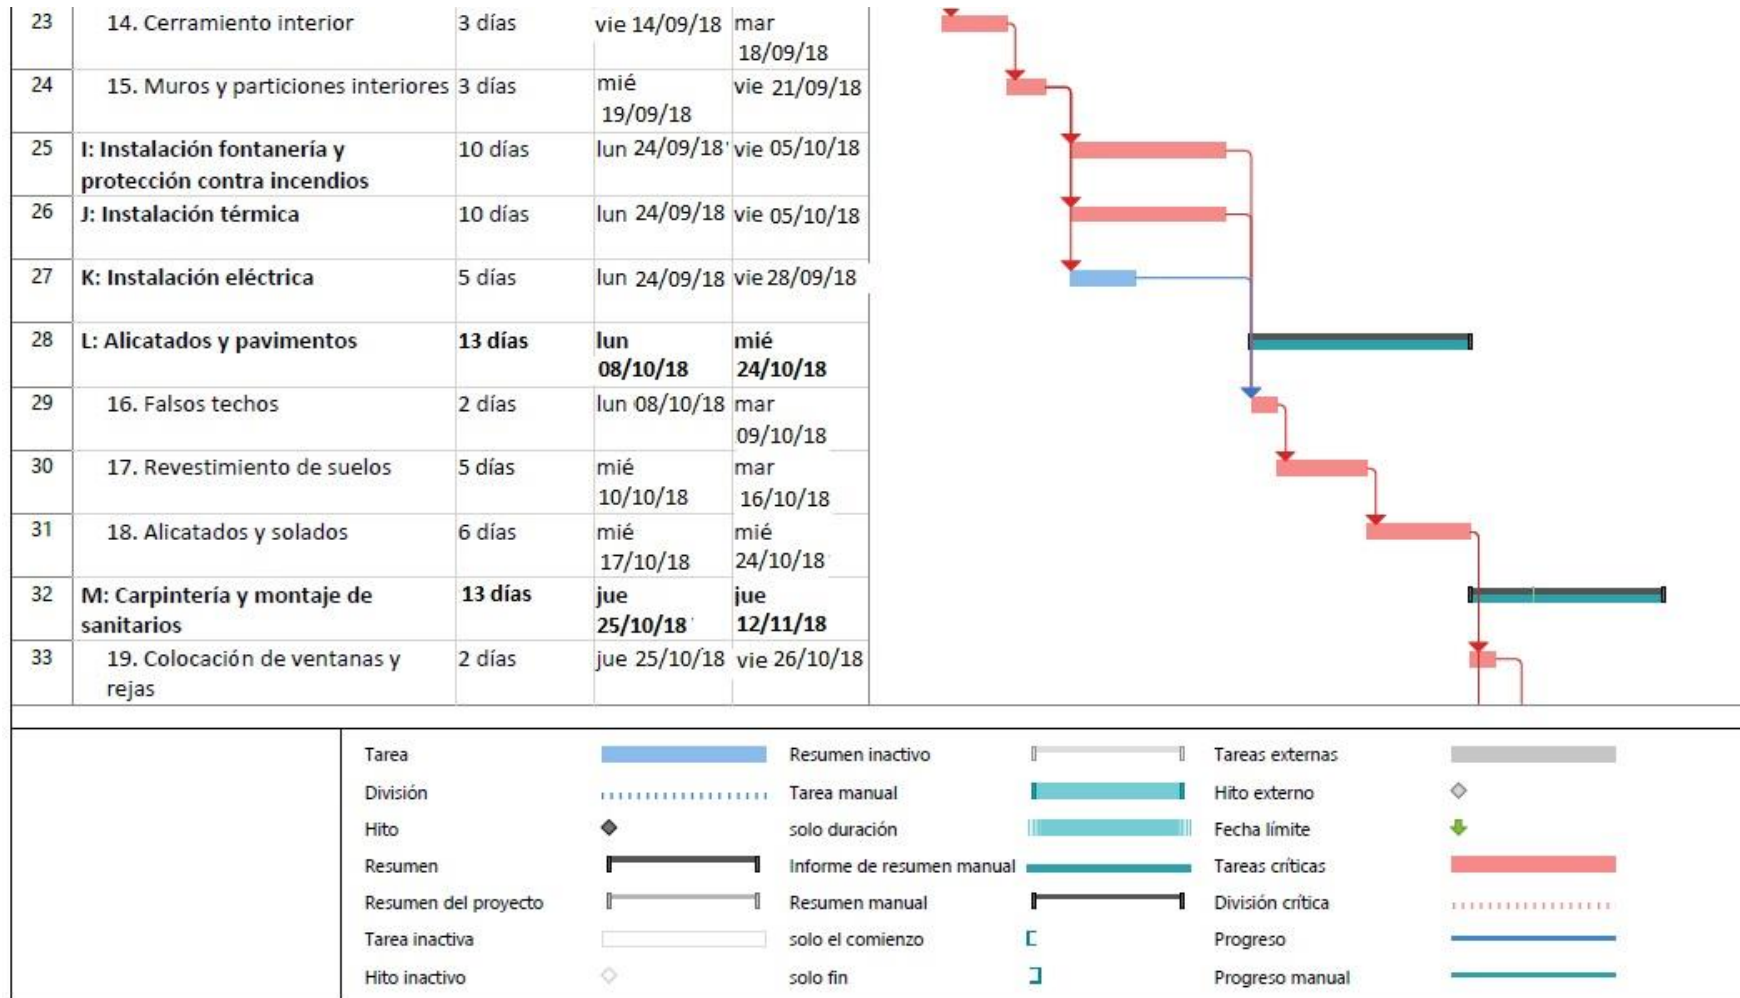 23 14. Cerramiento interior 3 días vie 14/09/18 mar
18/09/18
24 15. Muros y particiones interiores 3 días mié vie 21/09/18
19/09/18
25 I: Instalación fontanería y 10 días lun 24/09/18 vie 05/10/18
protección contra incendios
26 J: Instalación térmica 10 días lun 24/09/18 vie 05/10/18
27 K: Instalación eléctrica 5 días lun 24/09/18 vie 28/09/18
28 L: Alicatados y pavimentos 13 días lun mié
08/10/18 24/10/18
29 16. Falsos techos 2 días lun 08/10/18 mar
09/10/18
30 17. Revestimiento de suelos 5 días mié mar
10/10/18 16/10/18
31 18. Alicatados y solados 6 días mié mié
17/10/18 24/10/18
32 M: Carpintería y montaje de 13 días jue jue
sanitarios 25/10/18 12/11/18
33 19. Colocación de ventanas y 2 días jue 25/10/18 vie 26/10/18
rejas
Tarea Resumen inactivo Tareas externas
División Tarea manual Hito externo
Hito solo duración Fecha límite
Resumen Informe de resumen manual Tareas críticas
Resumen del proyecto Resumen manual División crítica
Tarea inactiva solo el comienzo Progreso
Hito inactivo solo fin Progreso manual